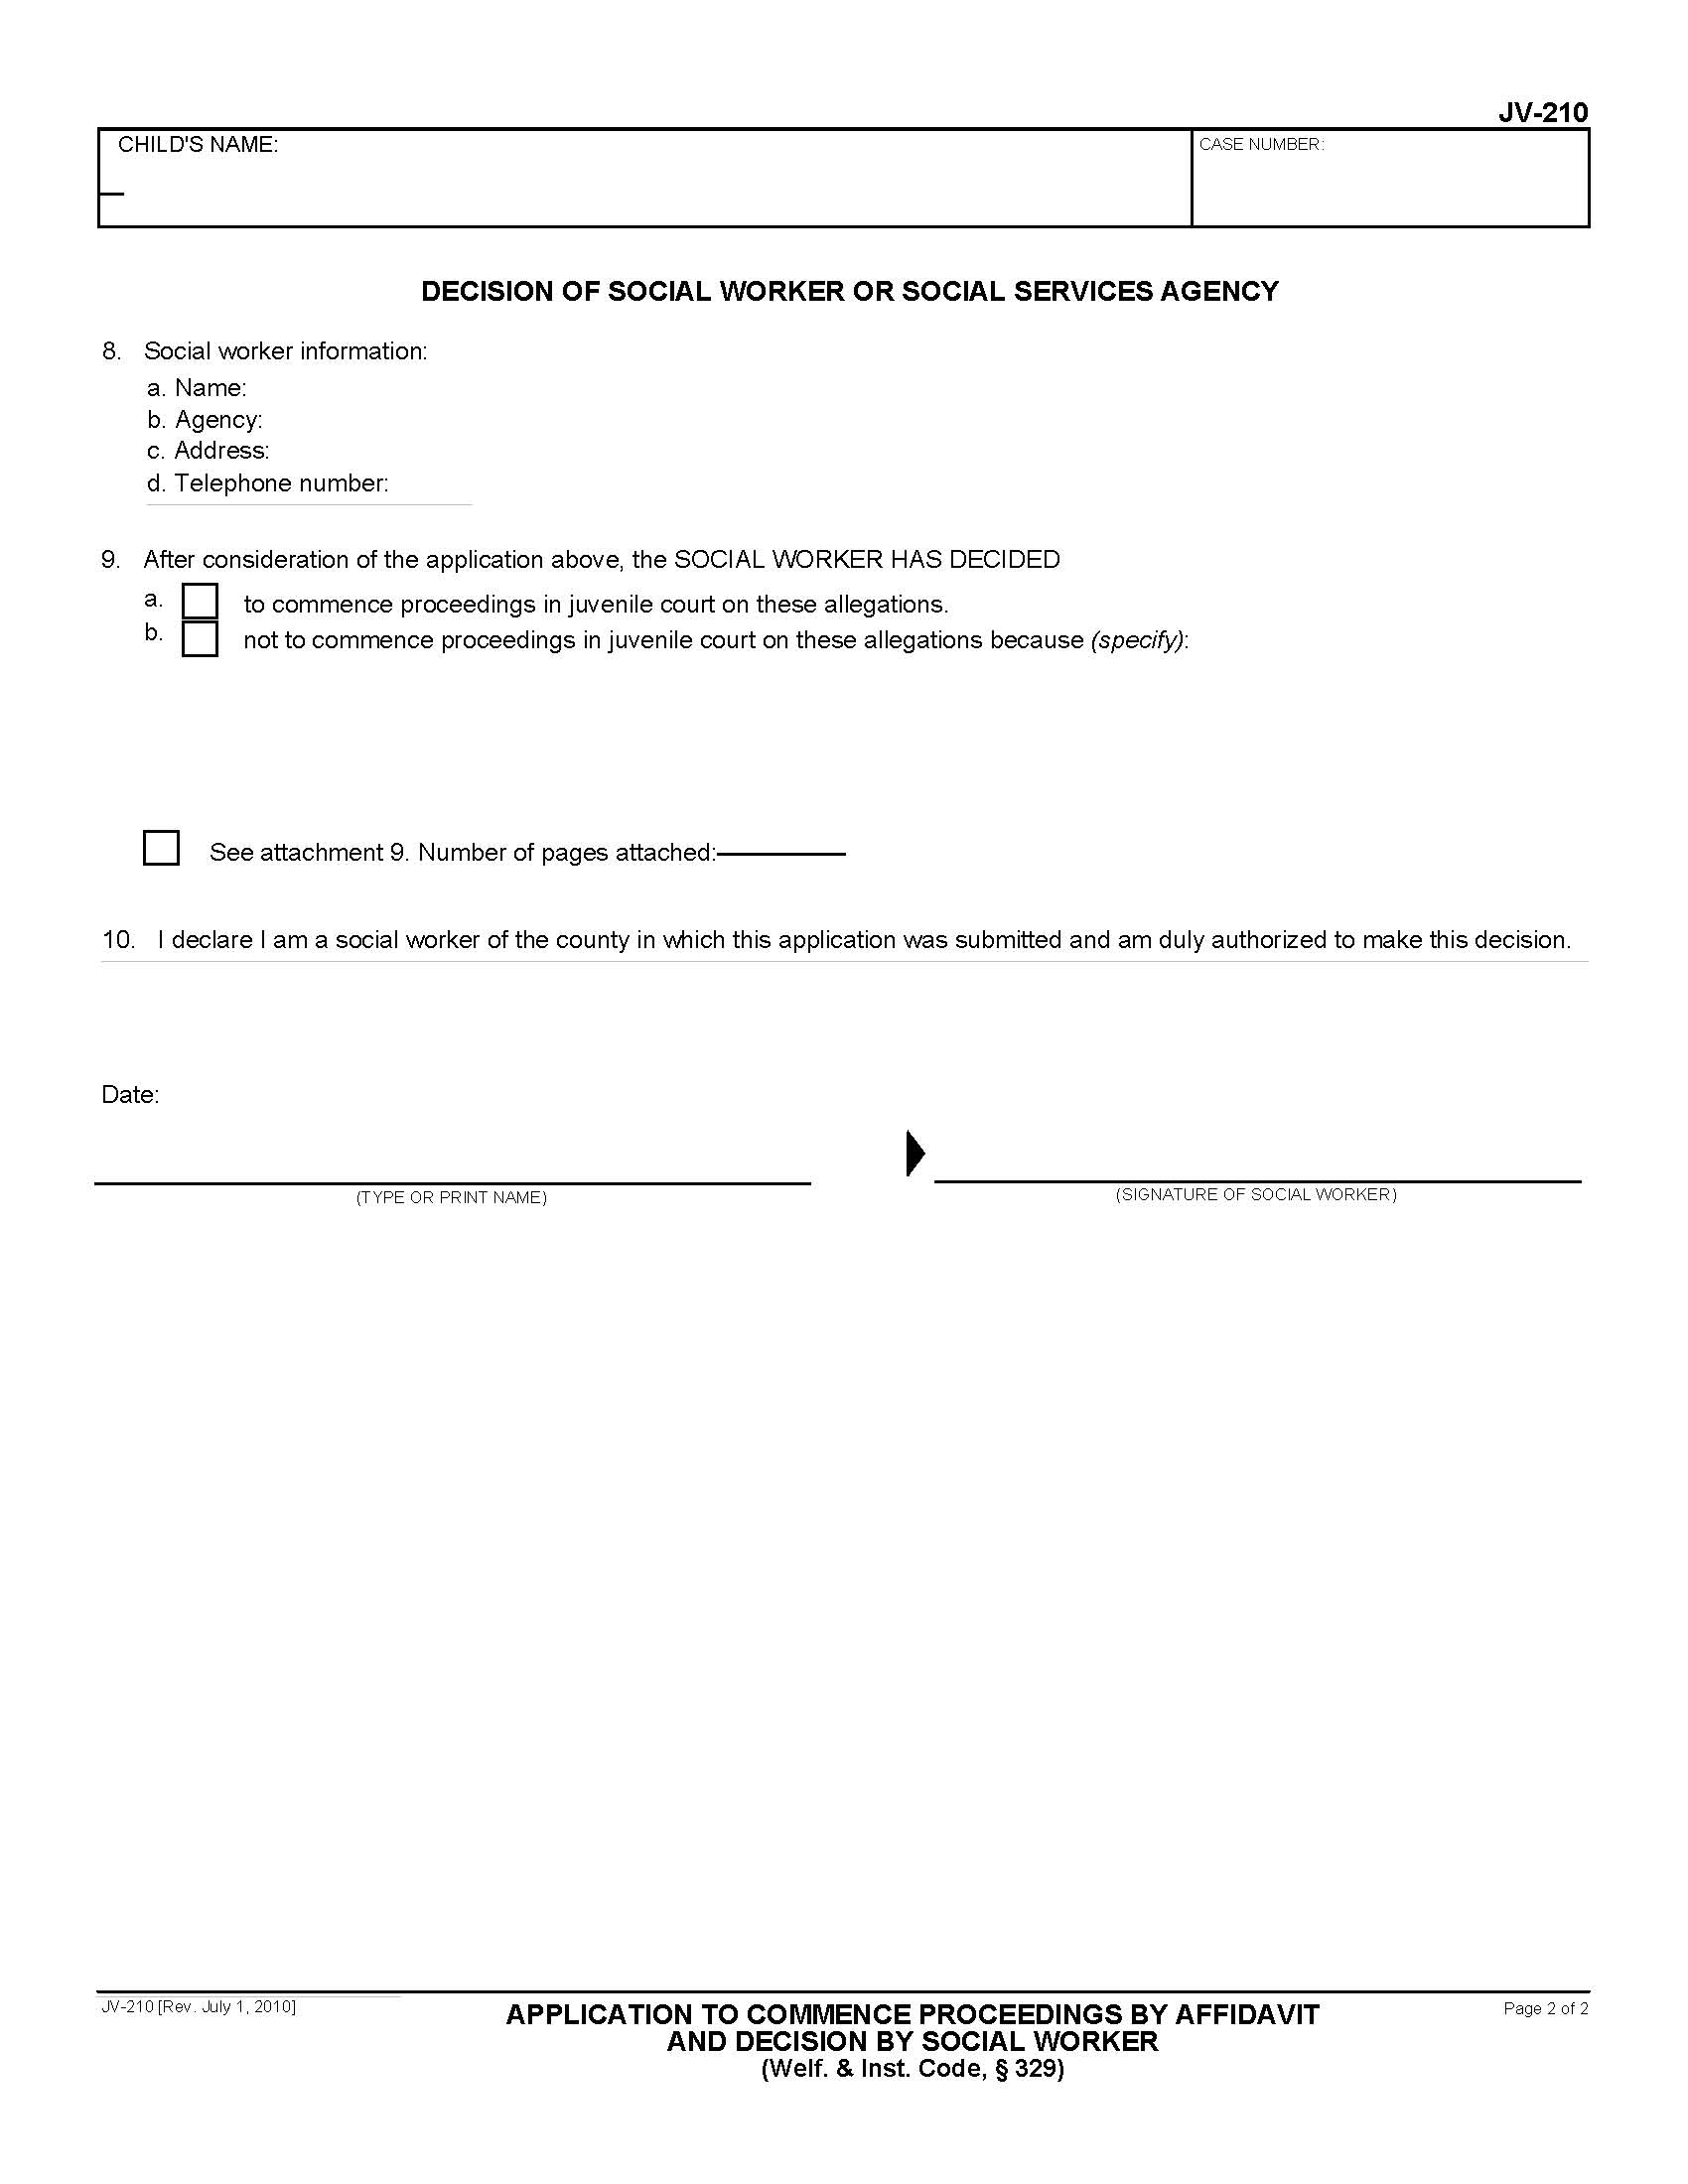 JV-210
CHILD'S NAME:
CASE NUMBER:
DECISION OF SOCIAL WORKER OR SOCIAL SERVICES AGENCY
8. Social worker information:
a. Name:
b. Agency:
c. Address:
d. Telephone number:
9. After consideration of the application above, the SOCIAL WORKER HAS DECIDED
a. to commence proceedings in juvenile court on these allegations.
b. not to commence proceedings in juvenile court on these allegations because (specify):
See attachment 9. Number of pages attached:
10. I declare I am a social worker of the county in which this application was submitted and am duly authorized to make this decision.
Date:
(TYPE OR PRINT NAME)
(SIGNATURE OF SOCIAL WORKER)
JV-210 [Rev. July 1, 2010]
APPLICATION TO COMMENCE PROCEEDINGS BY AFFIDAVIT
AND DECISION BY SOCIAL WORKER
(Welf. & Inst. Code, § 329)
Page 2 of 2